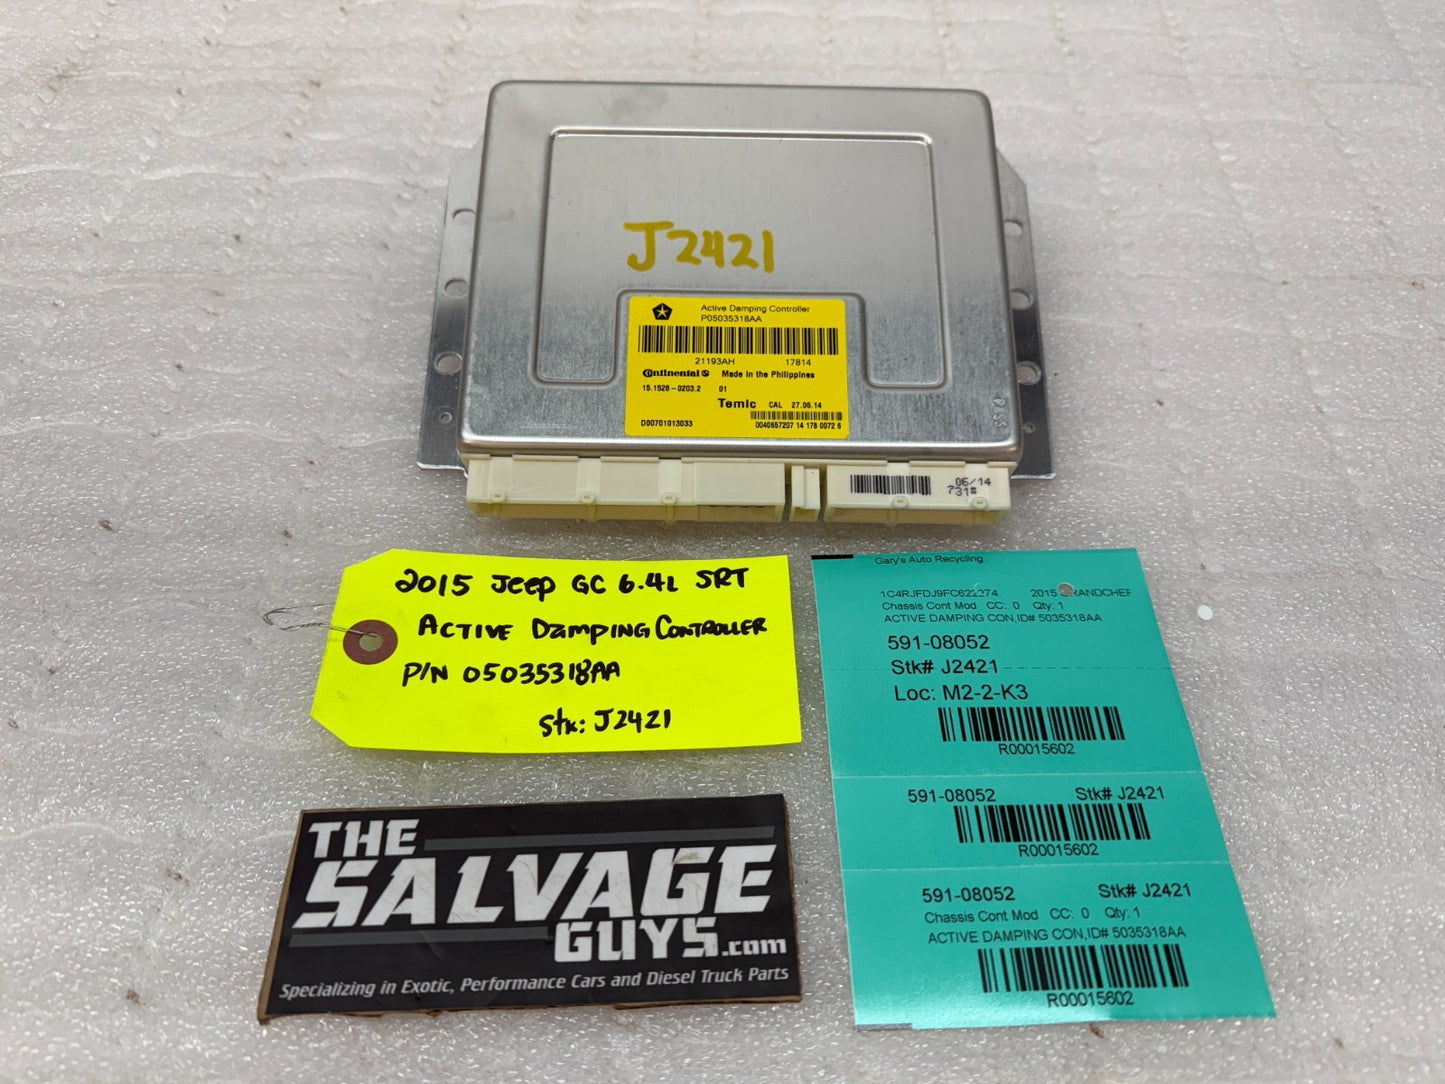 J2421
Active Damping Controller
P05035318AA
21193AH 17814
Continental Made in the Philippines
15.1528-0203.2 01
Temic CAL 27.06.14
D00701013033 0040657207 14 178 0072 6
PASS
06/14
731#
2015 Jeep GC 6.4L SRT
ACTIVE DAMPING CONTROLLER
P/N 05035318AA
Stk: J2421
Gary's Auto Recycling
2015 GRANDCHER
Chassis Cont Mod CC: 0 Qty: 1
ACTIVE DAMPING CON,ID# 5035318AA
591-08052
Stk# J2421
Loc: M2-2-K3
R00015602
591-08052 Stk# J2421
R00015602
591-08052 Stk# J2421
Chassis Cont Mod CC: 0 Qty: 1
ACTIVE DAMPING CON,ID# 5035318AA
R00015602
THE
SALVAGE
GUYS.com
Specializing in Exotic, Performance Cars and Diesel Truck Parts